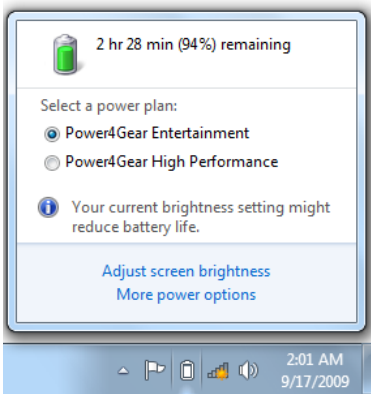 2 hr 28 min (94%) remaining
Select a power plan:
Power4Gear Entertainment
Power4Gear High Performance
Your current brightness setting might
reduce battery life.
Adjust screen brightness
More power options
2:01 AM
9/17/2009